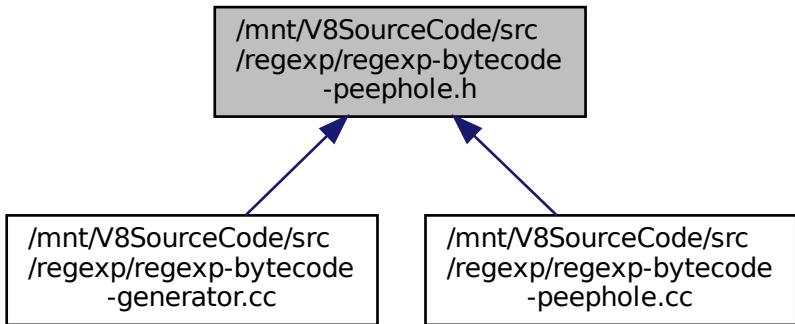 /mnt/V8SourceCode/src
/regexp/regexp-bytecode
-peephole.h
/mnt/V8SourceCode/src
/regexp/regexp-bytecode
-generator.cc
/mnt/V8SourceCode/src
/regexp/regexp-bytecode
-peephole.cc